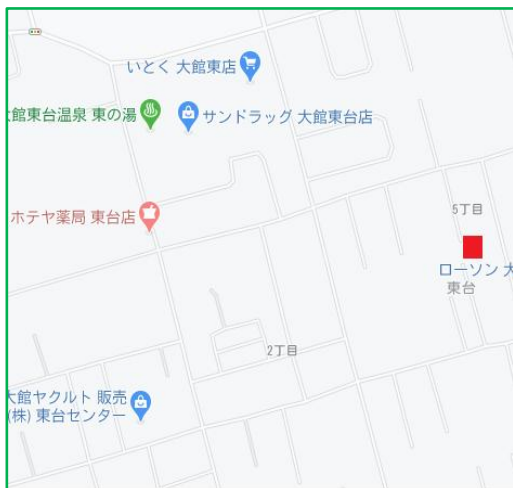 いとく 大館東店
館東台温泉 東の湯
サンドラッグ 大館東台店
ホテヤ薬局 東台店
5丁目
ローソン 大
東台
2丁目
大館ヤクルト 販売
(株) 東台センター